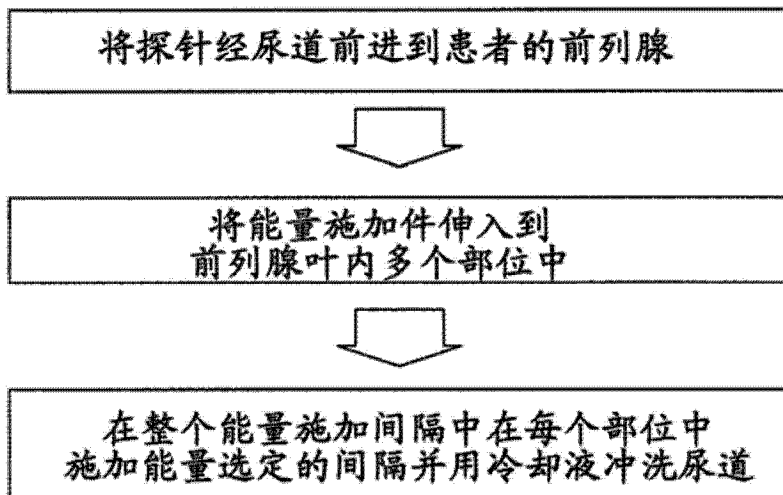 将探针经尿道前进到患者的前列腺
将能量施加件伸入到
前列腺叶内多个部位中
在整个能量施加间隔中在每个部位中
施加能量选定的间隔并用冷却液冲洗尿道